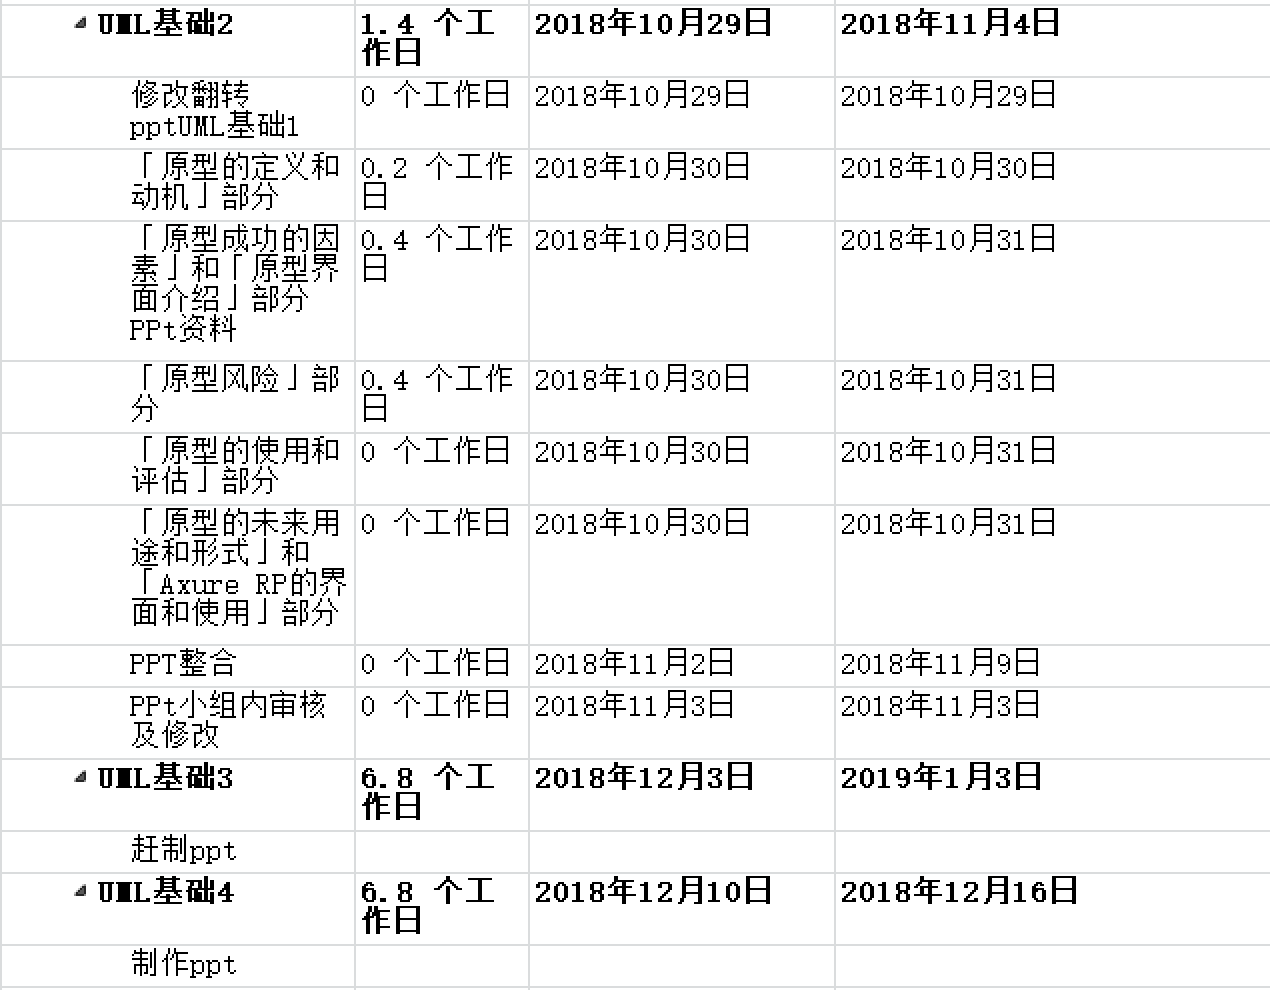 UML基础2 1.4 个工 2018年10月29日 2018年11月4日
作日
修改翻转 0 个工作日 2018年10月29日 2018年10月29日
pptUML基础1
「原型的定义和 0.2 个工作 2018年10月30日 2018年10月30日
动机」部分 日
「原型成功的因 0.4 个工作 2018年10月30日 2018年10月31日
素」和「原型界 日
面介绍」部分
PPt资料
「原型风险」部 0.4 个工作 2018年10月30日 2018年10月31日
分 日
「原型的使用和 0 个工作日 2018年10月30日 2018年10月31日
评估」部分
「原型的未来用 0 个工作日 2018年10月30日 2018年10月31日
途和形式」和
「Axure RP的界
面和使用」部分
PPT整合 0 个工作日 2018年11月2日 2018年11月9日
PPt小组内审核 0 个工作日 2018年11月3日 2018年11月3日
及修改
UML基础3 6.8 个工 2018年12月3日 2019年1月3日
作日
赶制ppt
UML基础4 6.8 个工 2018年12月10日 2018年12月16日
作日
制作ppt